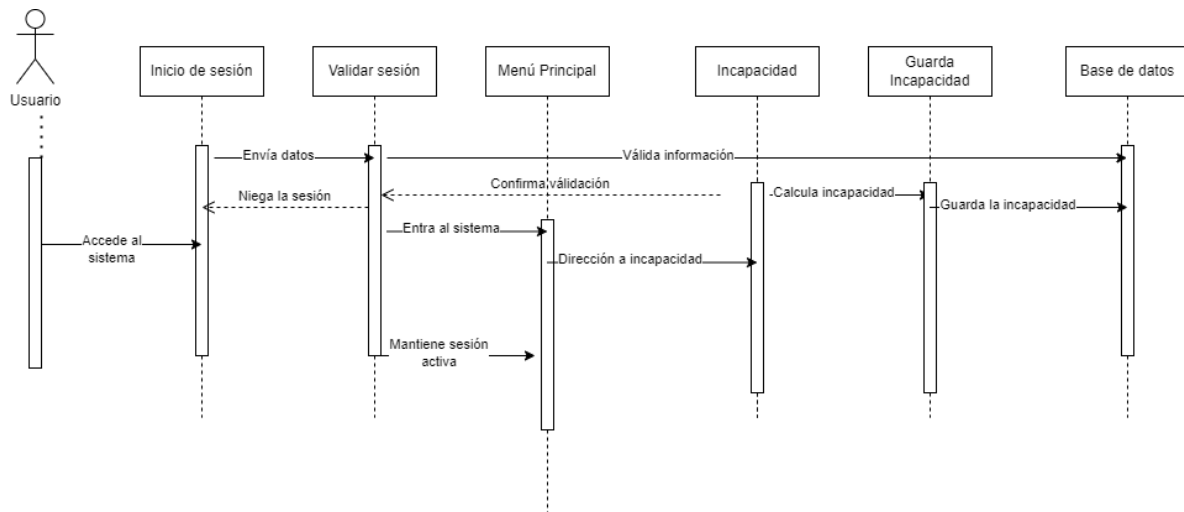 Usuario
Inicio de sesión
Validar sesión
Menú Principal
Incapacidad
Guarda
Incapacidad
Base de datos
Envía datos
Válida información
Confirma válidación
Niega la sesión
Calcula incapacidad
Guarda la incapacidad
Entra al sistema
Accede al
sistema
Dirección a incapacidad
Mantiene sesión
activa